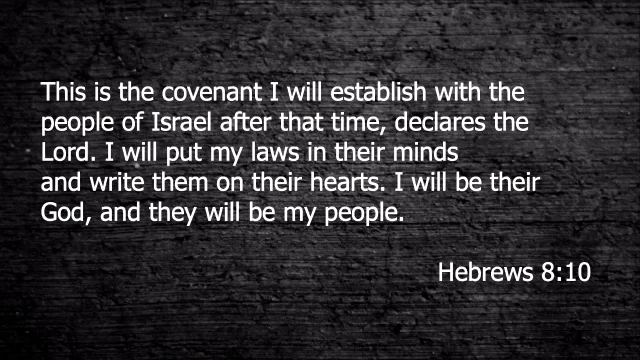 This is the covenant I will establish with the
people of Israel after that time, declares the
Lord. I will put my laws in their minds
and write them on their hearts. I will be their
God, and they will be my people.
Hebrews 8:10